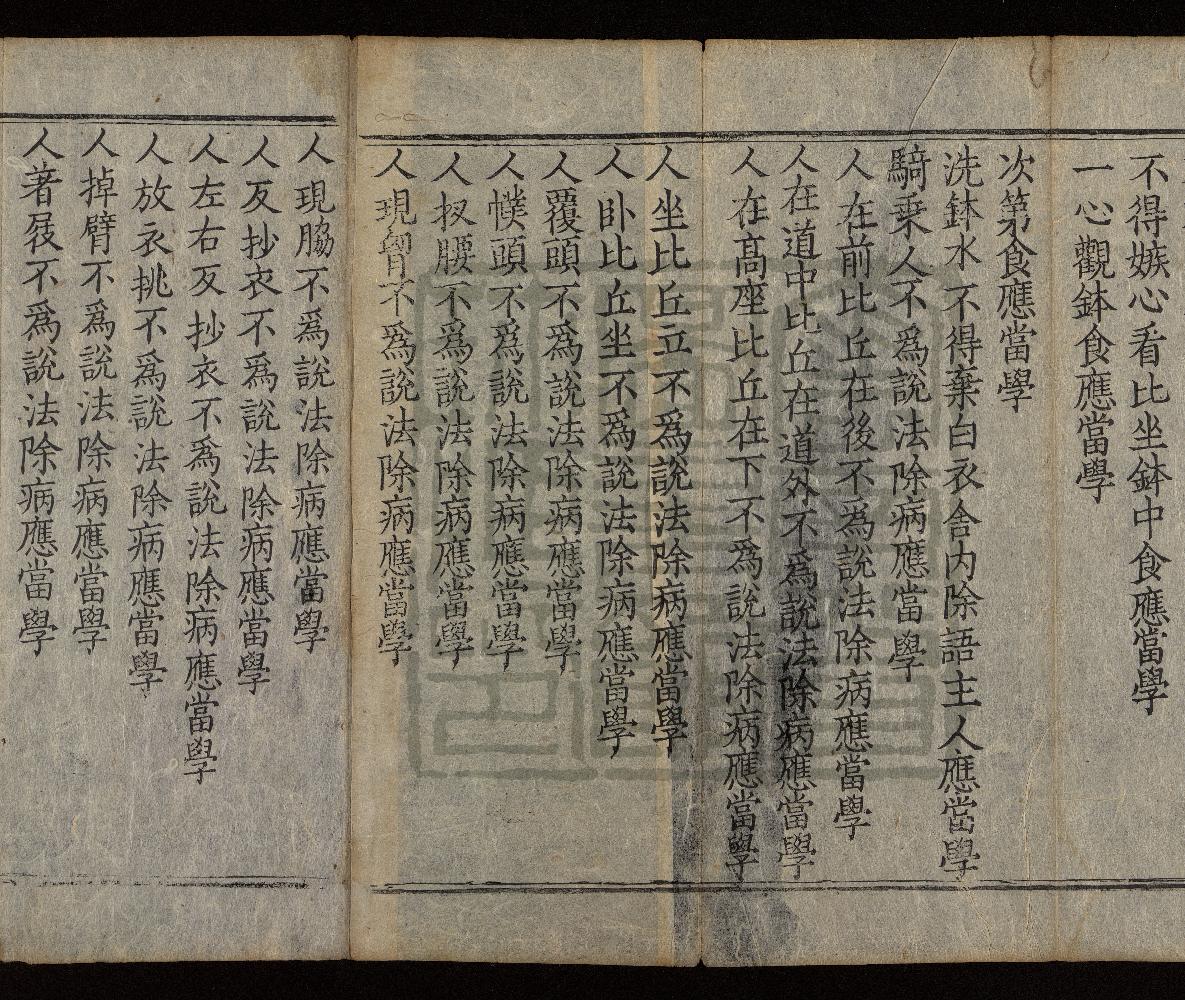 不得嫉心看比坐鉢中食應當學
一心觀鉢食應當學
次第食應當學
洗鉢水不得棄白衣舍内除語主人應當學
騎乗人不爲說法除病應當學
人在前比丘在後不爲說法除病應當學
人在道中比丘在道外不爲說法除病應當學
人在髙座比丘在下不爲說法除病應當學
人坐比丘立不爲說法除病應當學
人卧比丘坐不爲說法除病應當學
人覆頭不爲說法除病應當學
人幞頭不爲說法除病應當學
人扠腰不爲說法除病應當學
人現胷不爲說法除病應當學
人現脇不爲說法除病應當學
人反抄衣不爲說法除病應當學
人左右反抄衣不爲說法除病應當學
人放衣挑不爲說法除病應當學
人掉臂不爲說法除病應當學
人著屐不爲說法除病應當學